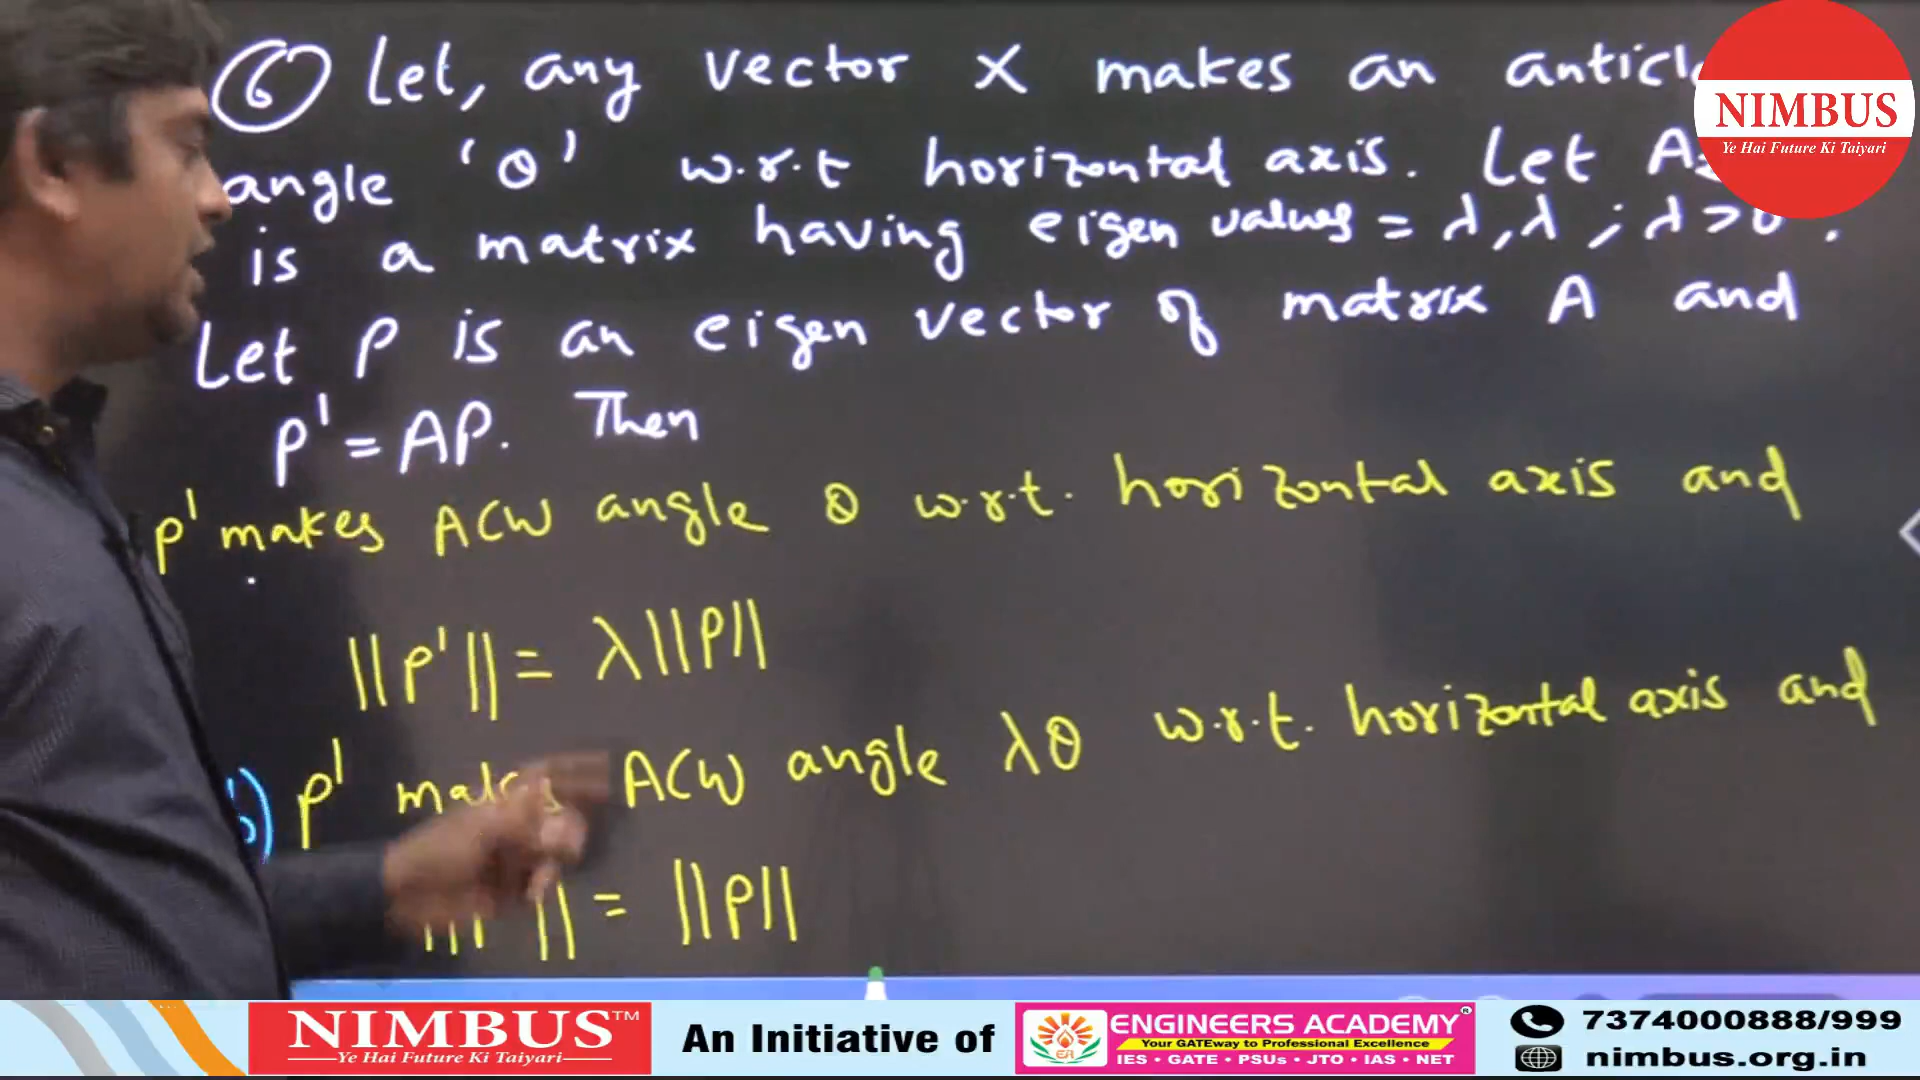 6 Let, any vector X makes an
angle 'θ' w.r.t horizontal axis. Let
is a matrix having eigen values = λ,λ ; λ>0 .
Let P is an eigen vector of matrix A and
P' = AP. Then
P' makes ACW angle θ w.r.t. horizontal axis and
||P'|| = λ||P||
P' makes ACW angle λθ w.r.t. horizontal axis and
= ||P||
NIMBUS
Ye Hai Future Ki Taiyari
NIMBUS™
Ye Hai Future Ki Taiyari
An Initiative of
ENGINEERS ACADEMY®
Your GATEway to Professional Excellence
IES • GATE • PSUs • JTO • IAS • NET
7374000888/999
nimbus.org.in